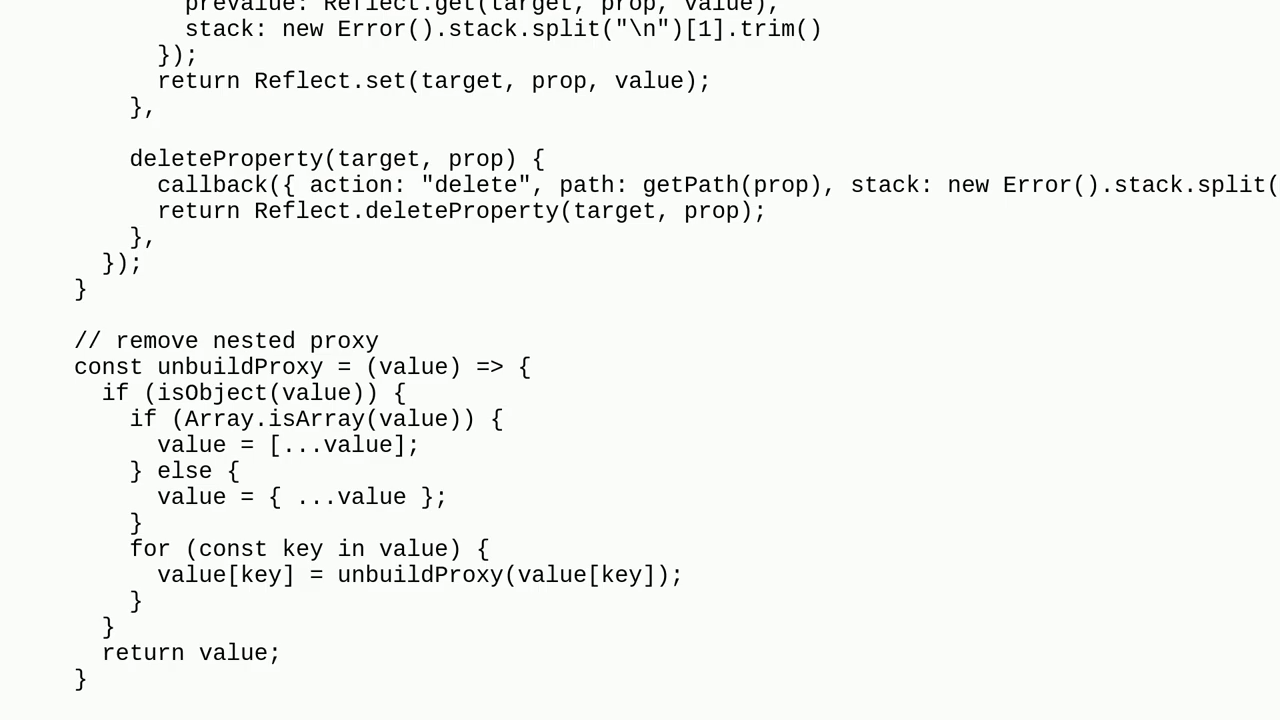 prevalue: Reflect.get(target, prop, value),
stack: new Error().stack.split("\n")[1].trim()
});
return Reflect.set(target, prop, value);
},
deleteProperty(target, prop) {
callback({ action: "delete", path: getPath(prop), stack: new Error().stack.split(
return Reflect.deleteProperty(target, prop);
},
});
}
// remove nested proxy
const unbuildProxy = (value) => {
if (isObject(value)) {
if (Array.isArray(value)) {
value = [...value];
} else {
value = { ...value };
}
for (const key in value) {
value[key] = unbuildProxy(value[key]);
}
}
return value;
}